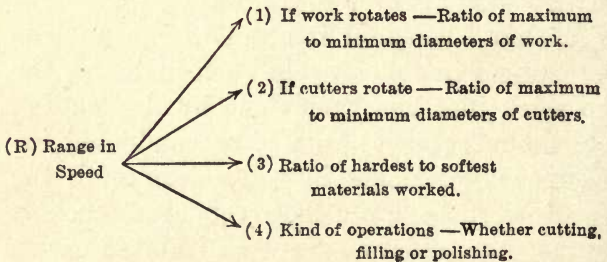 (R) Range in
Speed
(1) If work rotates — Ratio of maximum
to minimum diameters of work.
(2) If cutters rotate — Ratio of maximum
to minimum diameters of cutters.
(3) Ratio of hardest to softest
materials worked.
(4) Kind of operations — Whether cutting,
filling or polishing.